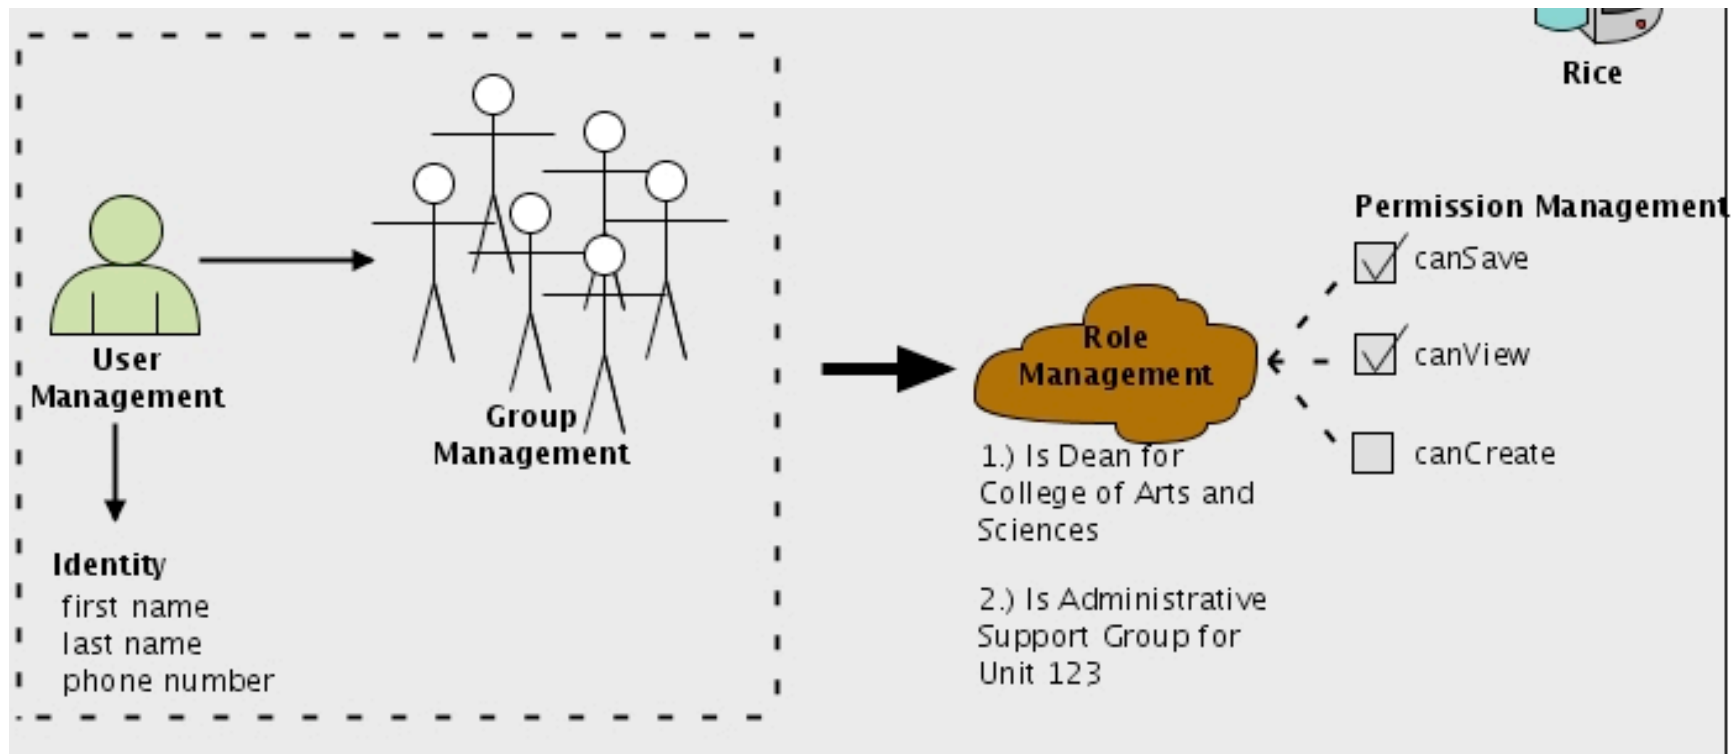 Rice
User
Management
Group
Management
Identity
first name
last name
phone number
Role
Management
1.) Is Dean for
College of Arts and
Sciences
2.) Is Administrative
Support Group for
Unit 123
Permission Management
canSave
canView
canCreate